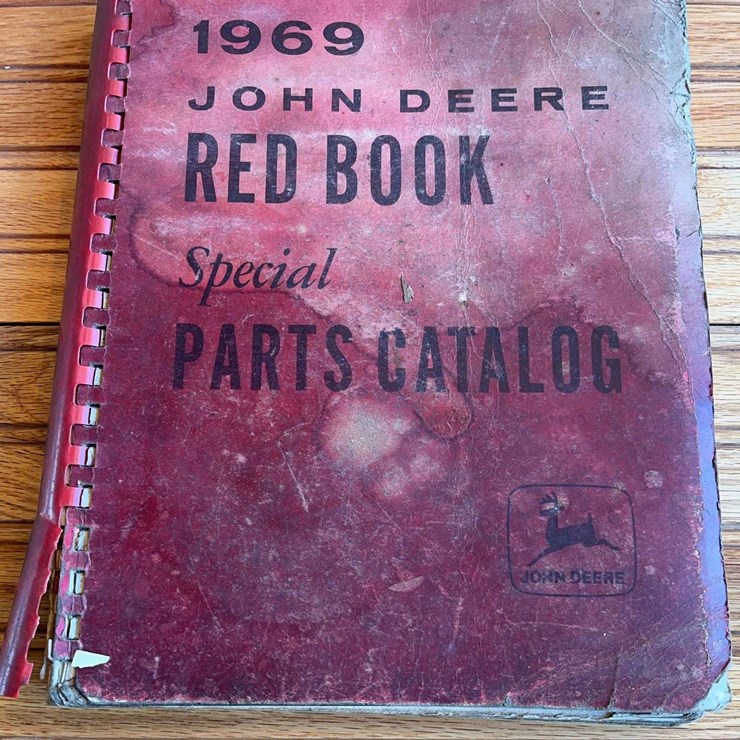 1969
JOHN DEERE
RED BOOK
Special
PARTS CATALOG
JOHN DEERE